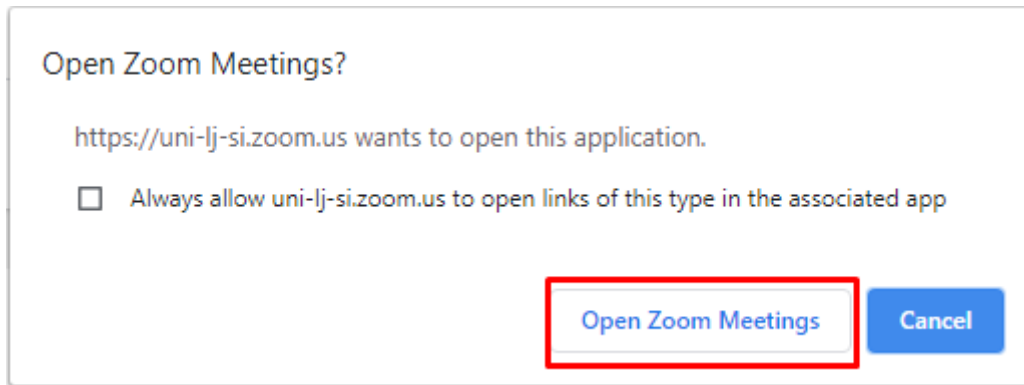 Open Zoom Meetings?
https://uni-lj-si.zoom.us wants to open this application.
Always allow uni-lj-si.zoom.us to open links of this type in the associated app
Open Zoom Meetings
Cancel